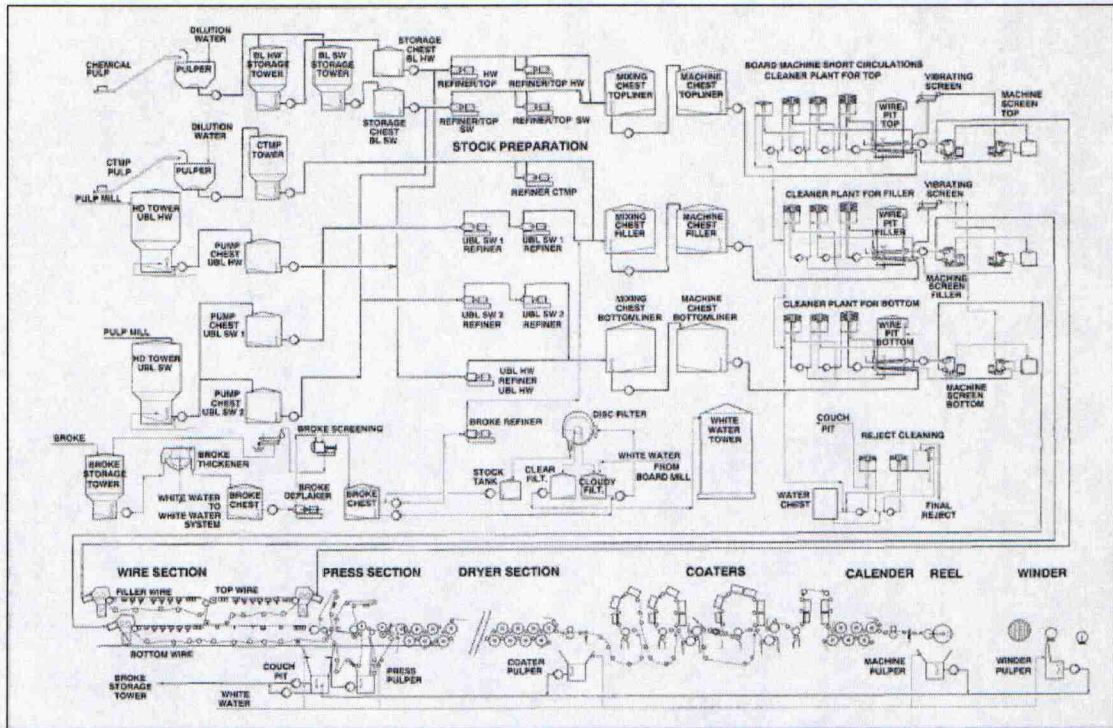 DILUTION
WATER
CHEMICAL
PULP
PULPER
BL HW
STORAGE
TOWER
BL SW
STORAGE
TOWER
STORAGE
CHEST
BL HW
STORAGE
CHEST
BL SW
HW
REFINER/TOP
REFINER/TOP HW
REFINER/TOP
SW
REFINER/TOP SW
MIXING
CHEST
TOPLINER
MACHINE
CHEST
TOPLINER
BOARD MACHINE SHORT CIRCULATIONS
CLEANER PLANT FOR TOP
VIBRATING
SCREEN
WIRE
PIT
TOP
MACHINE
SCREEN
TOP
STOCK PREPARATION
DILUTION
WATER
CTMP
PULP
PULPER
CTMP
TOWER
PULP MILL
HD TOWER
UBL HW
REFINER CTMP
PUMP
CHEST
UBL HW
UBL SW 1
REFINER
UBL SW 1
REFINER
MIXING
CHEST
FILLER
MACHINE
CHEST
FILLER
CLEANER PLANT FOR FILLER
VIBRATING
SCREEN
WIRE
PIT
FILLER
MACHINE
SCREEN
FILLER
PULP MILL
HD TOWER
UBL SW
PUMP
CHEST
UBL SW 1
PUMP
CHEST
UBL SW 2
UBL SW 2
REFINER
UBL SW 2
REFINER
MIXING
CHEST
BOTTOMLINER
MACHINE
CHEST
BOTTOMLINER
CLEANER PLANT FOR BOTTOM
WIRE
PIT
BOTTOM
MACHINE
SCREEN
BOTTOM
UBL HW
REFINER
UBL HW
BROKE
BROKE
STORAGE
TOWER
BROKE
THICKENER
BROKE SCREENING
WHITE WATER
TO
WHITE WATER
SYSTEM
BROKE
CHEST
BROKE
DEFLAKER
BROKE
CHEST
BROKE REFINER
DISC FILTER
STOCK
TANK
CLEAR
FILT.
CLOUDY
FILT.
WHITE WATER
FROM
BOARD MILL
WHITE
WATER
TOWER
COUCH
PIT
REJECT CLEANING
WATER
CHEST
FINAL
REJECT
WIRE SECTION
PRESS SECTION
DRYER SECTION
COATERS
CALENDER
REEL
WINDER
FILLER WIRE
TOP WIRE
BOTTOM WIRE
COUCH
PIT
PRESS
PULPER
COATER
PULPER
MACHINE
PULPER
WINDER
PULPER
BROKE
STORAGE
TOWER
WHITE
WATER